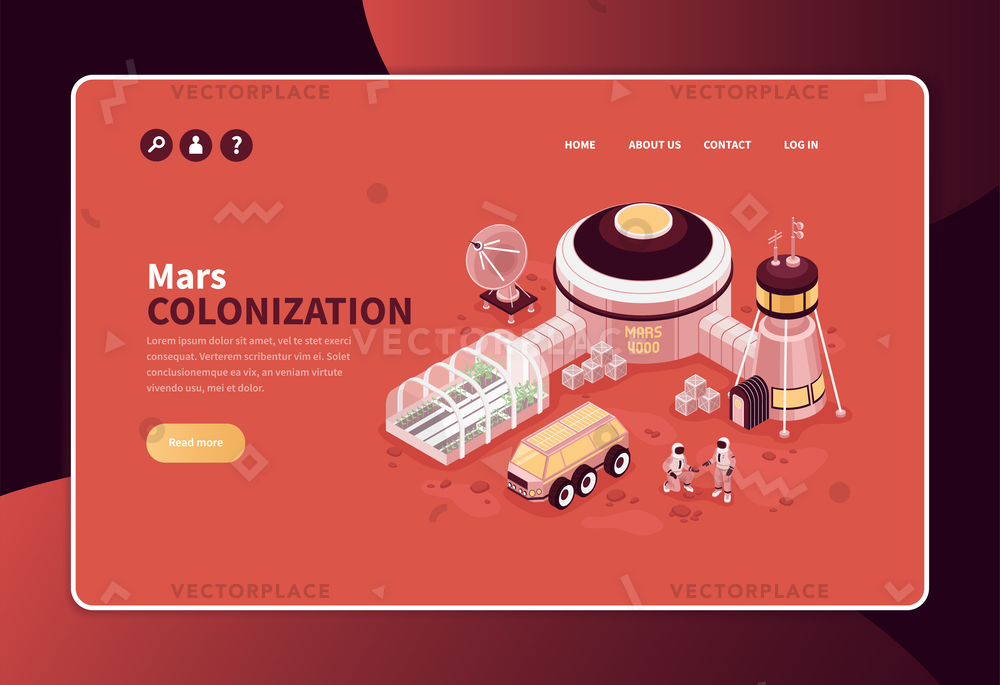 VECTORPLACE
VECTORPLACE
?
HOME ABOUT US CONTACT LOG IN
Mars
COLONIZATION
MARS
4000
VECTORPLACE
Lorem ipsum dolor sit amet, vel te stet exerci
consequat. Verterem scribentur vim ei. Solet
conclusionemque ea vix, an veniam virtute
vivendo usu, mei et dolor.
Read more
VECTORPLACE
VECTORPLACE